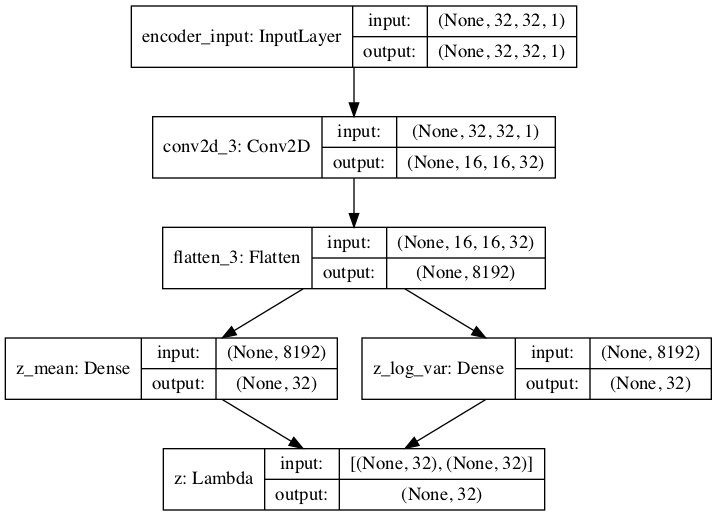 encoder_input: InputLayer
input: (None, 32, 32, 1)
output: (None, 32, 32, 1)
conv2d_3: Conv2D
input: (None, 32, 32, 1)
output: (None, 16, 16, 32)
flatten_3: Flatten
input: (None, 16, 16, 32)
output: (None, 8192)
z_mean: Dense
input: (None, 8192)
output: (None, 32)
z_log_var: Dense
input: (None, 8192)
output: (None, 32)
z: Lambda
input: [(None, 32), (None, 32)]
output: (None, 32)